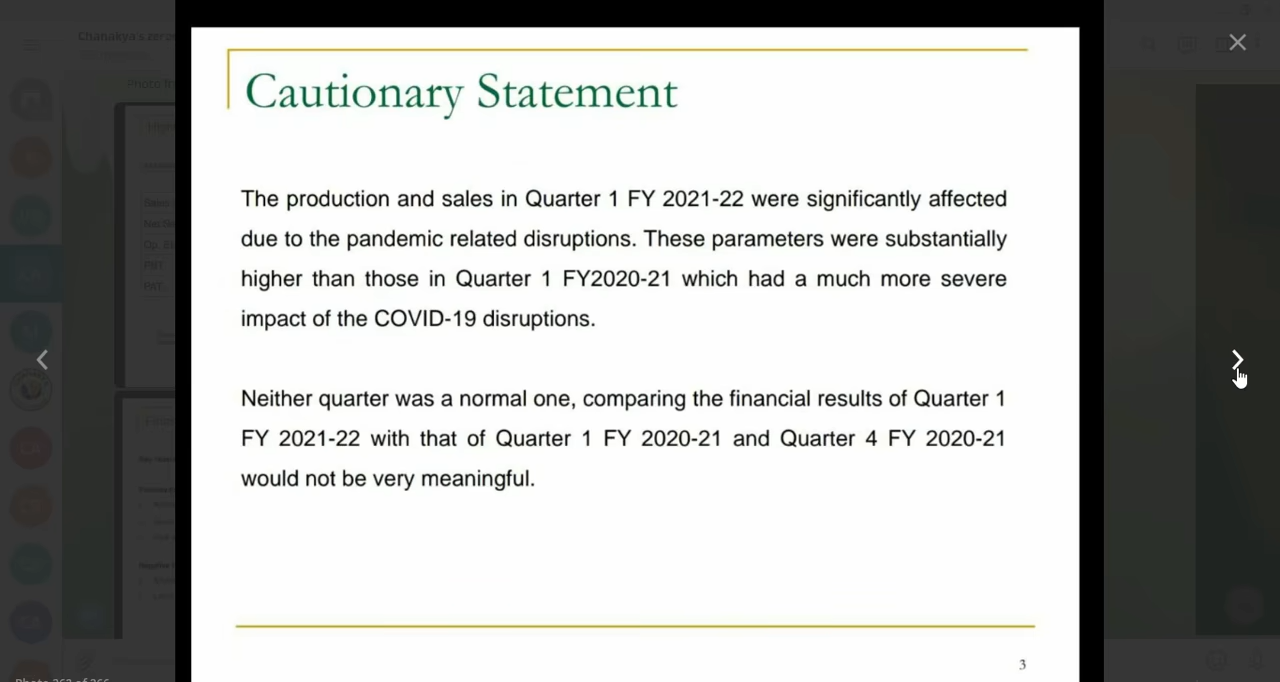 Chanakya's zero
Photo fr
Cautionary Statement
The production and sales in Quarter 1 FY 2021-22 were significantly affected
due to the pandemic related disruptions. These parameters were substantially
higher than those in Quarter 1 FY2020-21 which had a much more severe
impact of the COVID-19 disruptions.
Neither quarter was a normal one, comparing the financial results of Quarter 1
FY 2021-22 with that of Quarter 1 FY 2020-21 and Quarter 4 FY 2020-21
would not be very meaningful.
3